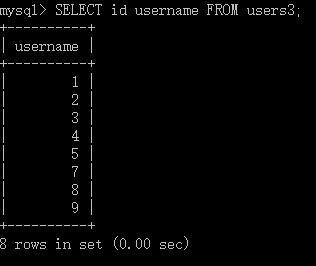 mysql> SELECT id username FROM users3;
+----------+
| username |
+----------+
|        1 |
|        2 |
|        3 |
|        4 |
|        5 |
|        7 |
|        8 |
|        9 |
+----------+
8 rows in set (0.00 sec)